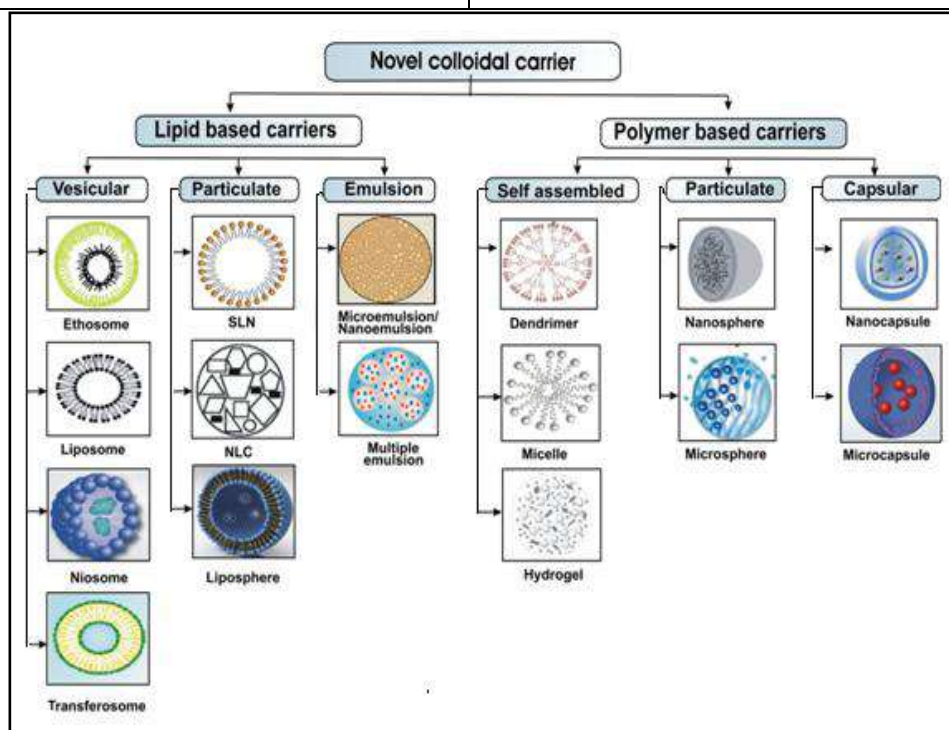 Novel colloidal carrier
Lipid based carriers
Polymer based carriers
Vesicular
Particulate
Emulsion
Self assembled
Particulate
Capsular
Ethosome
SLN
Microemulsion/
Nanoemulsion
Dendrimer
Nanosphere
Nanocapsule
Liposome
NLC
Multiple
emulsion
Micelle
Microsphere
Microcapsule
Niosome
Liposphere
Hydrogel
Transferosome